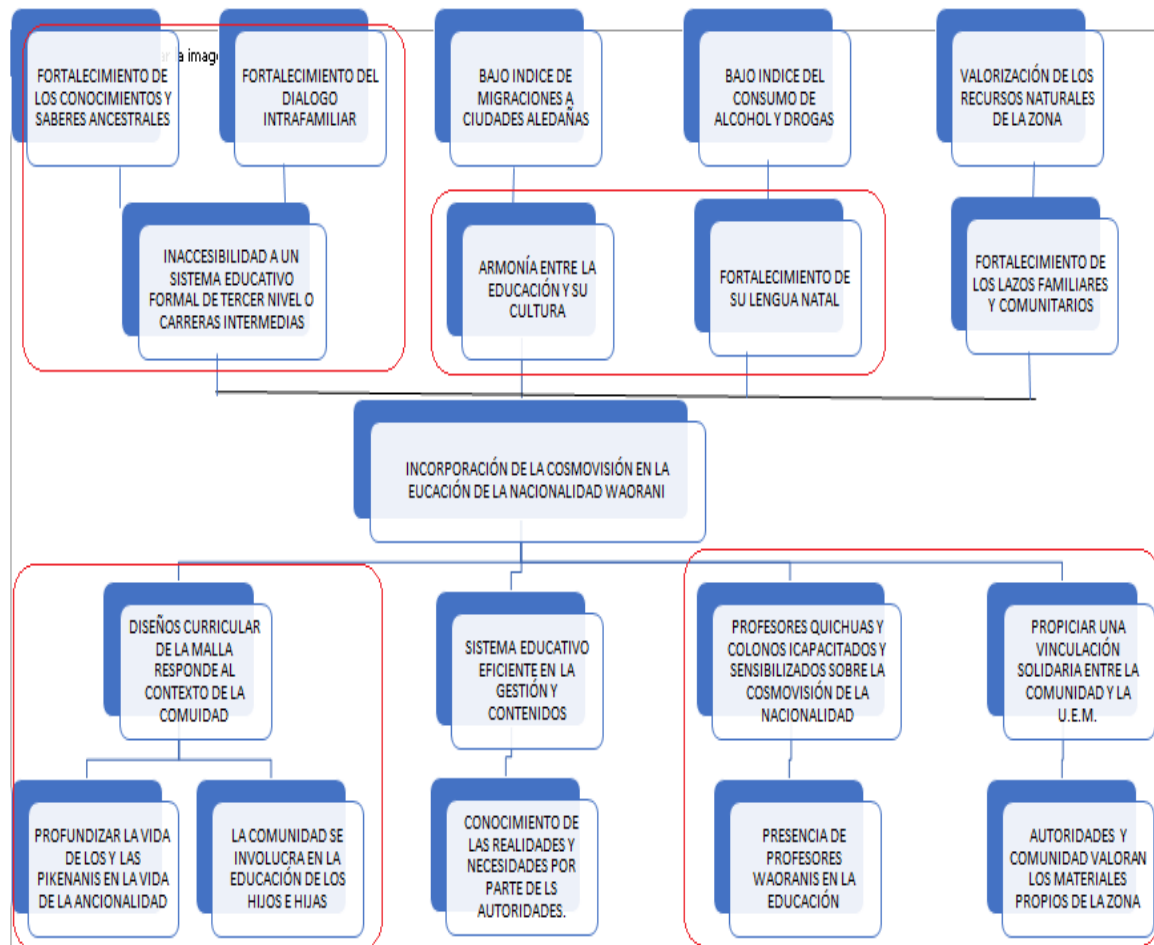 a imag
FORTALECIMIENTO DE
LOS CONOCIMIENTOS Y
SABERES ANCESTRALES
FORTALECIMIENTO DEL
DIALOGO
INTRAFAMILIAR
BAJO INDICE DE
MIGRACIONES A
CIUDADES ALEDAÑAS
BAJO INDICE DEL
CONSUMO DE
ALCOHOL Y DROGAS
VALORIZACIÓN DE LOS
RECURSOS NATURALES
DE LA ZONA
INACCESIBILIDAD A UN
SISTEMA EDUCATIVO
FORMAL DE TERCER NIVEL O
CARRERAS INTERMEDIAS
ARMONÍA ENTRE LA
EDUCACIÓN Y SU
CULTURA
FORTALECIMIENTO DE
SU LENGUA NATAL
FORTALECIMIENTO DE
LOS LAZOS FAMILIARES
Y COMUNITARIOS
INCORPORACIÓN DE LA COSMOVISIÓN EN LA
EUCACIÓN DE LA NACIONALIDAD WAORANI
DISEÑOS CURRICULAR
DE LA MALLA
RESPONDE AL
CONTEXTO DE LA
COMUIDAD
SISTEMA EDUCATIVO
EFICIENTE EN LA
GESTIÓN Y
CONTENIDOS
PROFESORES QUICHUAS Y
COLONOS ICAPACITADOS Y
SENSIBILIZADOS SOBRE LA
COSMOVISIÓN DE LA
NACIONALIDAD
PROPICIAR UNA
VINCULACIÓN
SOLIDARIA ENTRE LA
COMUNIDAD Y LA
U.E.M.
PROFUNDIZAR LA VIDA
DE LOS Y LAS
PIKENANIS EN LA VIDA
DE LA ANCIONALIDAD
LA COMUNIDAD SE
INVOLUCRA EN LA
EDUCACIÓN DE LOS
HIJOS E HIJAS
CONOCIMIENTO DE
LAS REALIDADES Y
NECESIDADES POR
PARTE DE LS
AUTORIDADES.
PRESENCIA DE
PROFESORES
WAORANIS EN LA
EDUCACIÓN
AUTORIDADES Y
COMUNIDAD VALORAN
LOS MATERIALES
PROPIOS DE LA ZONA